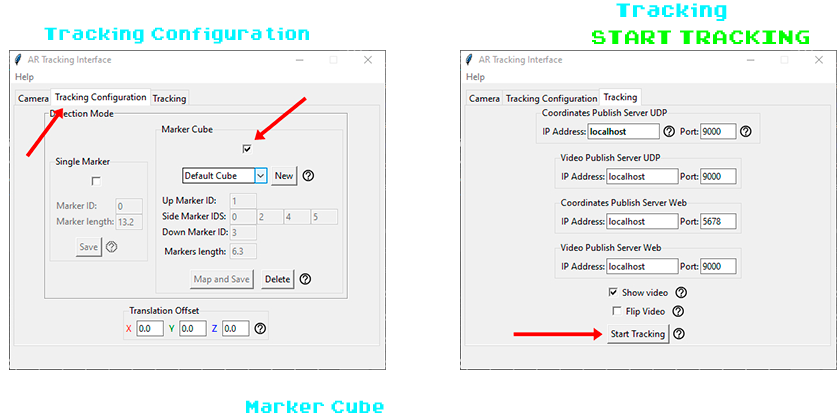 Tracking Configuration
AR Tracking Interface
Help
Camera Tracking Configuration Tracking
Detection Mode
Marker Cube
Single Marker
Default Cube New ?
Marker ID: 0
Marker length: 13.2
Save ?
Up Marker ID: 1
Side Marker IDS: 0 2 4 5
Down Marker ID: 3
Markers length: 6.3
Map and Save Delete ?
Translation Offset
X 0.0 Y 0.0 Z 0.0 ?
Marker Cube
Tracking
START TRACKING
AR Tracking Interface
Help
Camera Tracking Configuration Tracking
Coordinates Publish Server UDP
IP Address: localhost ? Port: 9000 ?
Video Publish Server UDP
IP Address: localhost Port: 9000
Coordinates Publish Server Web
IP Address: localhost Port: 5678
Video Publish Server Web
IP Address: localhost Port: 9000
Show video ?
Flip Video ?
Start Tracking ?